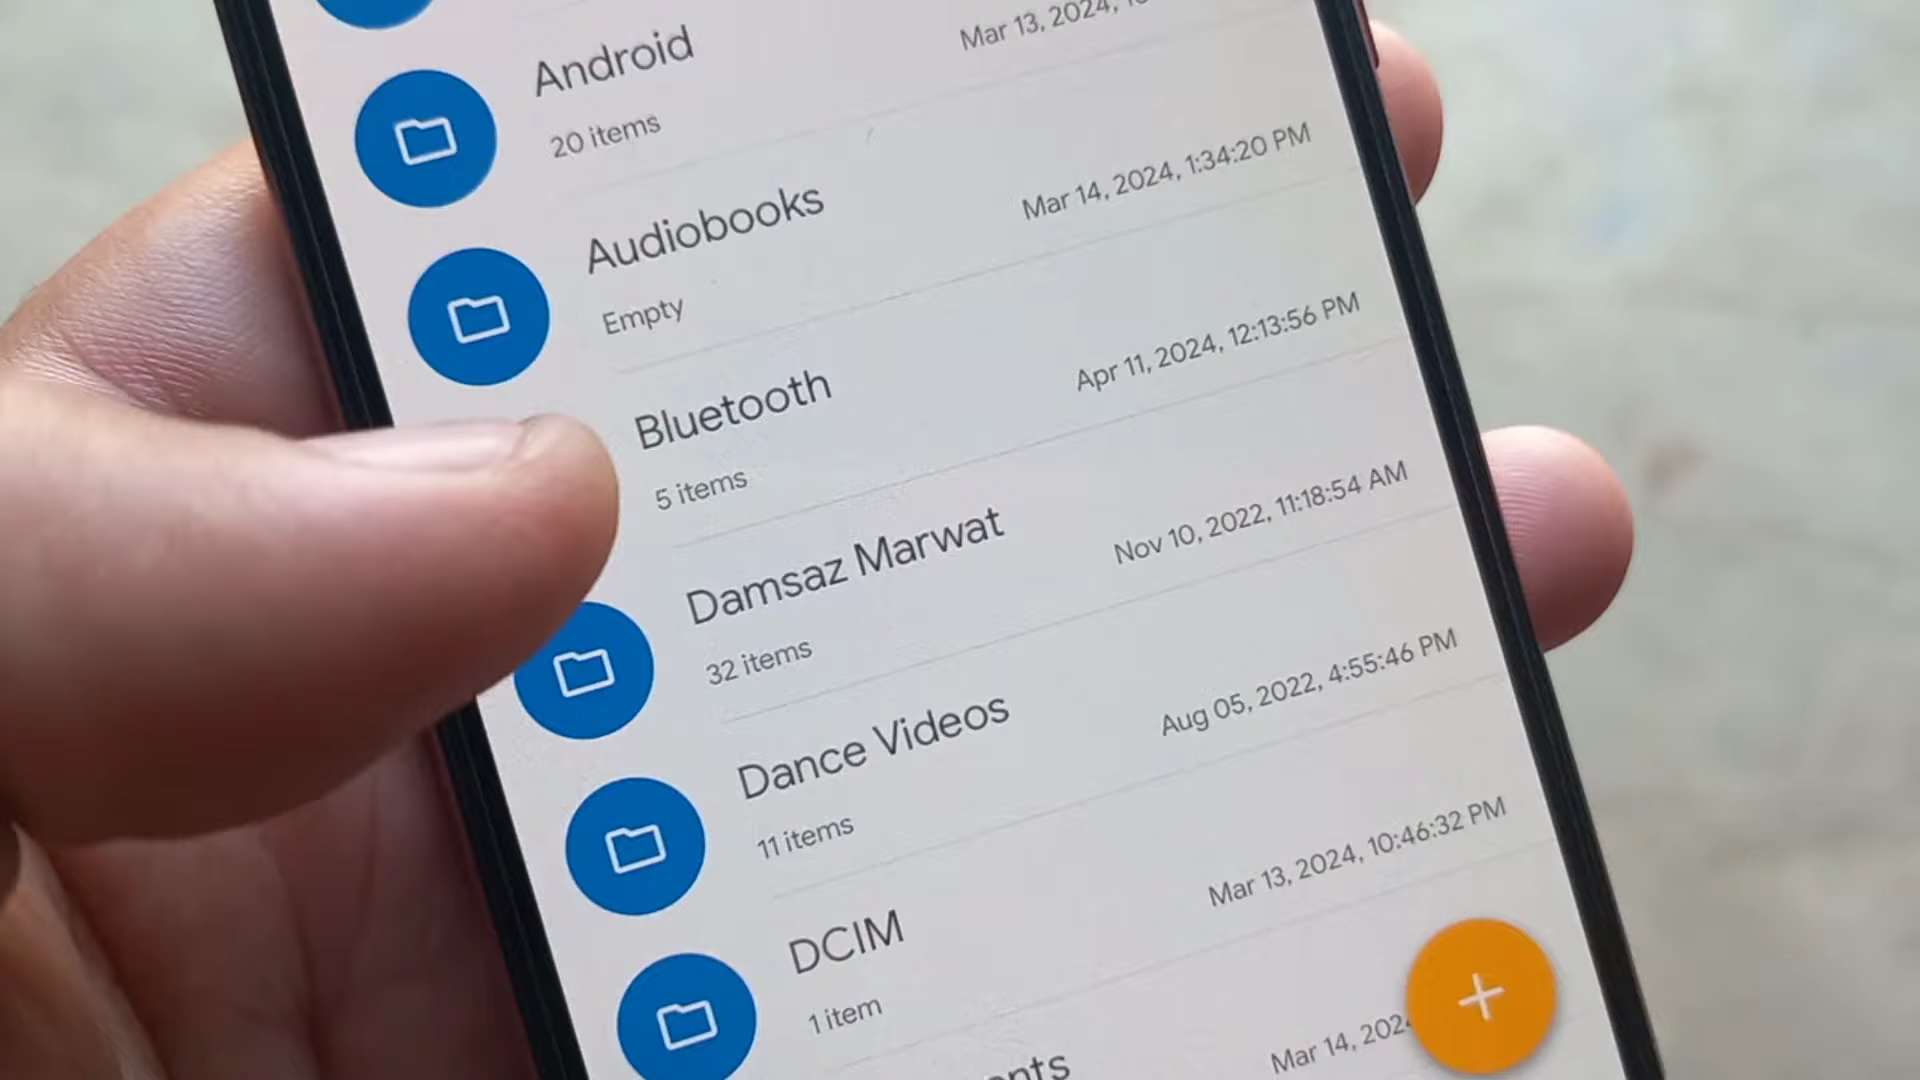 Android
Mar 13, 2024,
20 items
Audiobooks
Mar 14, 2024, 1:34:20 PM
Empty
Bluetooth
Apr 11, 2024, 12:13:56 PM
5 items
Damsaz Marwat
Nov 10, 2022, 11:18:54 AM
32 items
Dance Videos
Aug 05, 2022, 4:55:46 PM
11 items
DCIM
Mar 13, 2024, 10:46:32 PM
1 item
Mar 14,